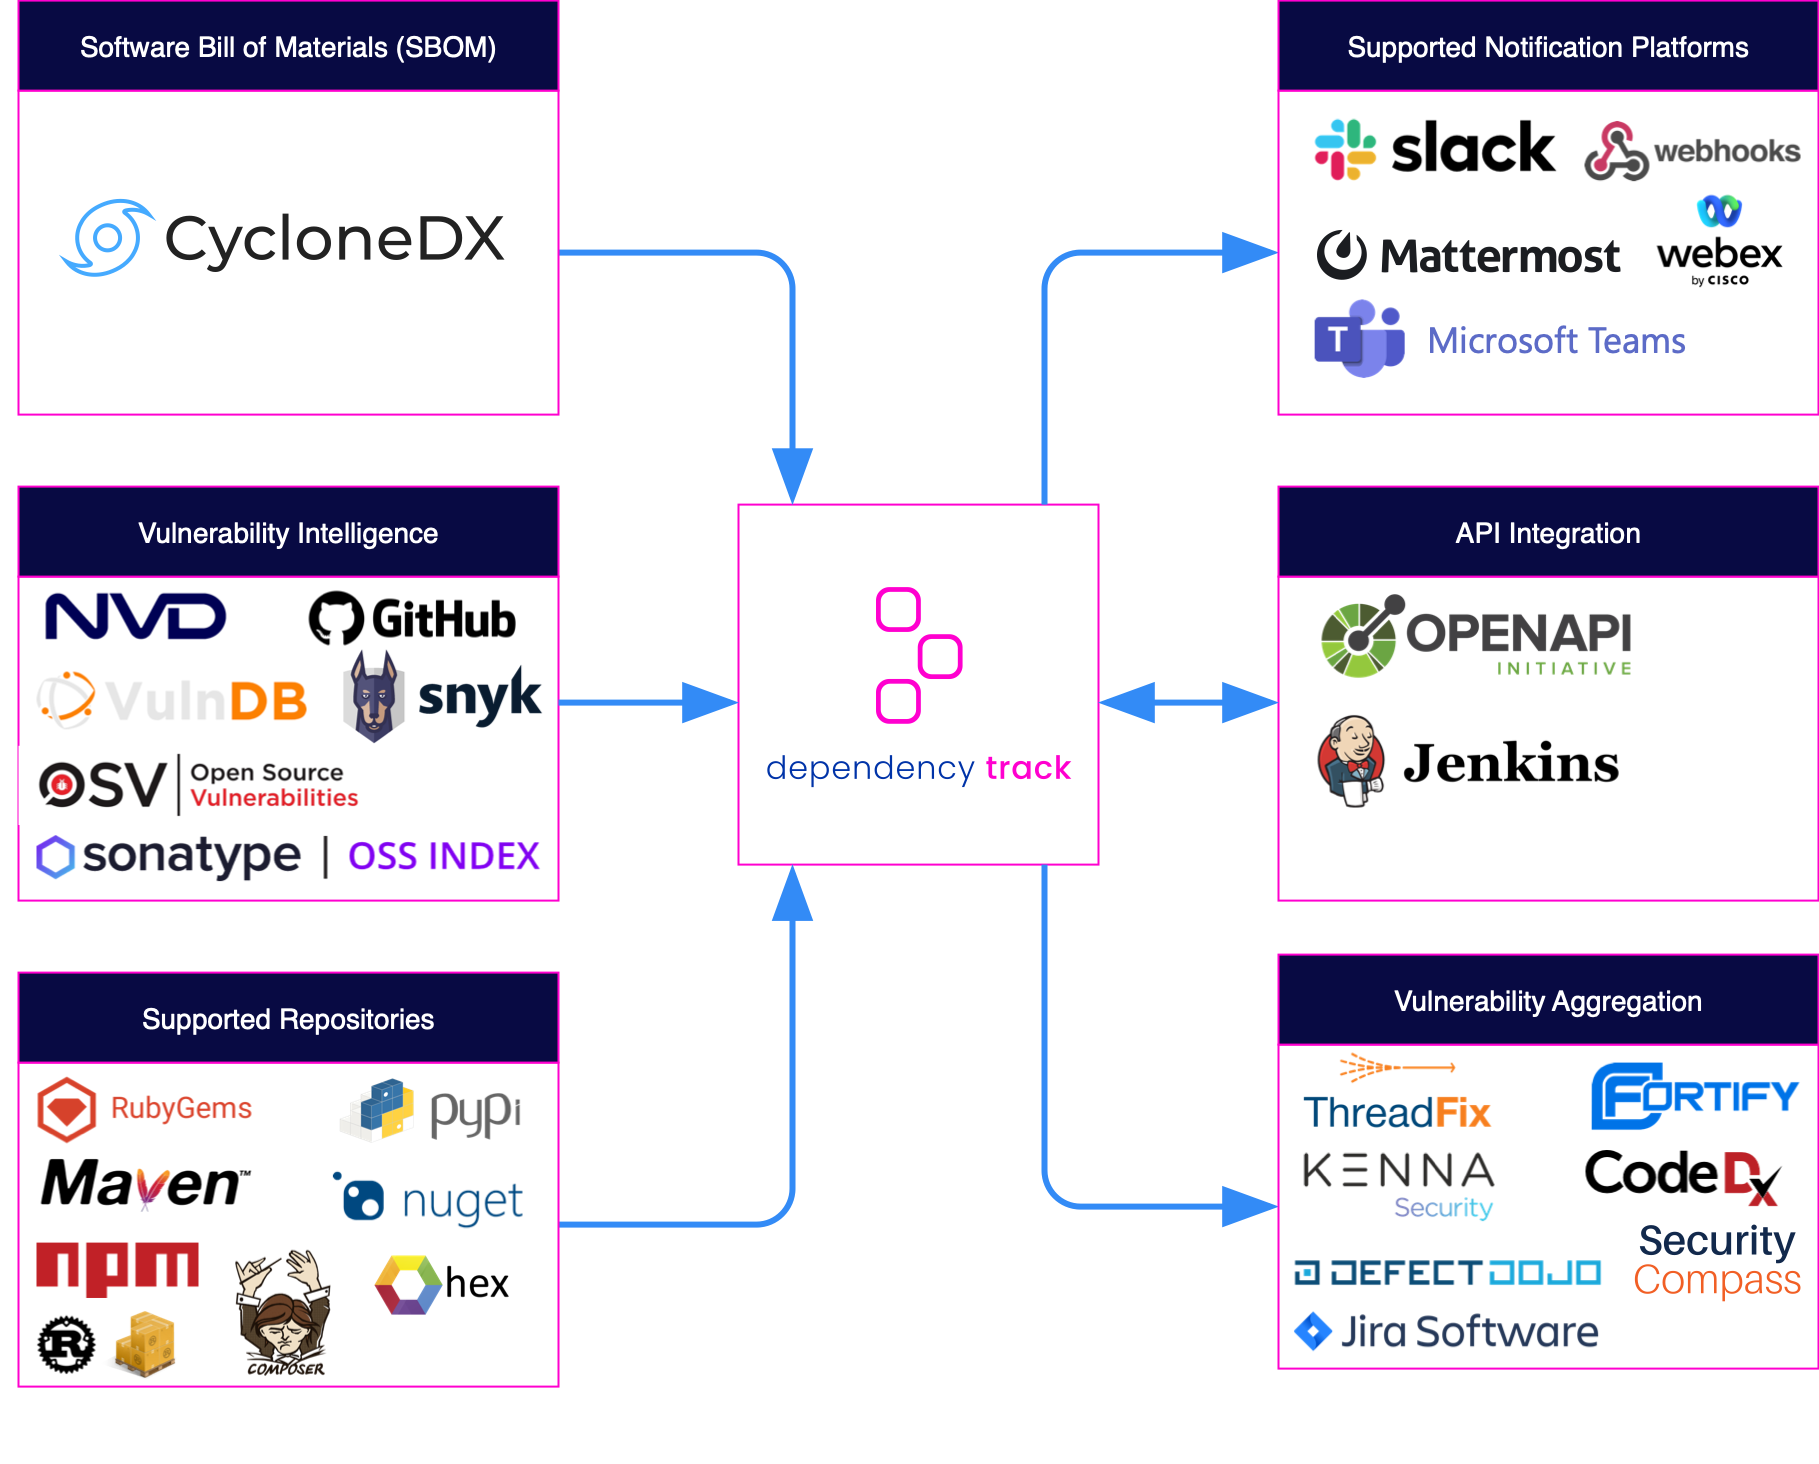 Software Bill of Materials (SBOM)
CycloneDX
Vulnerability Intelligence
NVD
GitHub
VulnDB
snyk
OSV
Open Source
Vulnerabilities
sonatype | OSS INDEX
Supported Repositories
RubyGems
pypi
Maven™
nuget
npm
hex
R
COMPOSER
dependency track
Supported Notification Platforms
slack
webhooks
Mattermost
webex
by CISCO
T
Microsoft Teams
API Integration
OPENAPI
INITIATIVE
Jenkins
Vulnerability Aggregation
ThreadFix
FORTIFY
KENNA
Security
CodeDx
DEFECTDOJO
Security
Compass
Jira Software